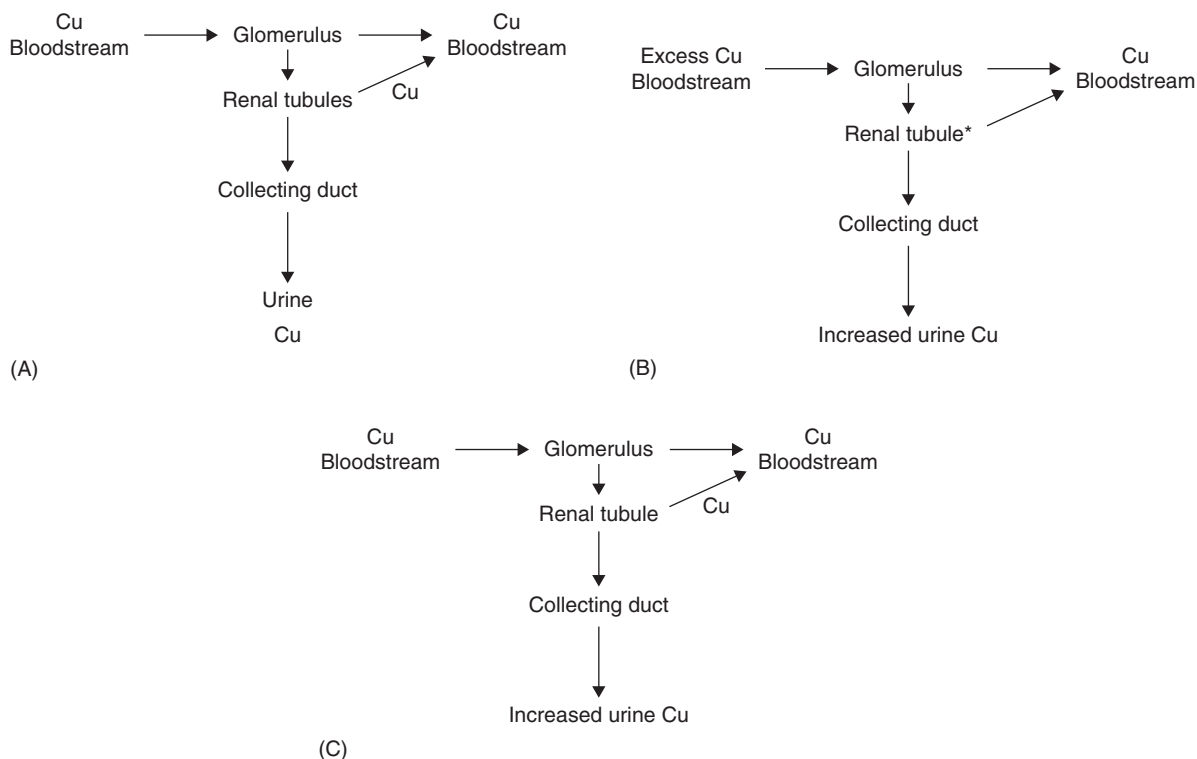 Cu
Bloodstream
Glomerulus
Cu
Bloodstream
Renal tubules
Cu
Collecting duct
Urine
Cu
(A)
Excess Cu
Bloodstream
Glomerulus
Cu
Bloodstream
Renal tubule*
Collecting duct
Increased urine Cu
(B)
Cu
Bloodstream
Glomerulus
Cu
Bloodstream
Renal tubule
Cu
Collecting duct
Increased urine Cu
(C)